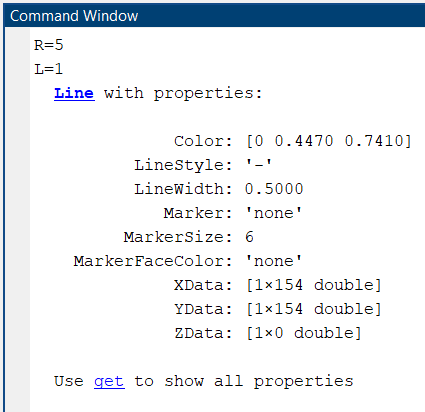 Command Window
R=5
L=1
Line with properties:
Color: [0 0.4470 0.7410]
LineStyle: '-'
LineWidth: 0.5000
Marker: 'none'
MarkerSize: 6
MarkerFaceColor: 'none'
XData: [1×154 double]
YData: [1×154 double]
ZData: [1×0 double]
Use get to show all properties